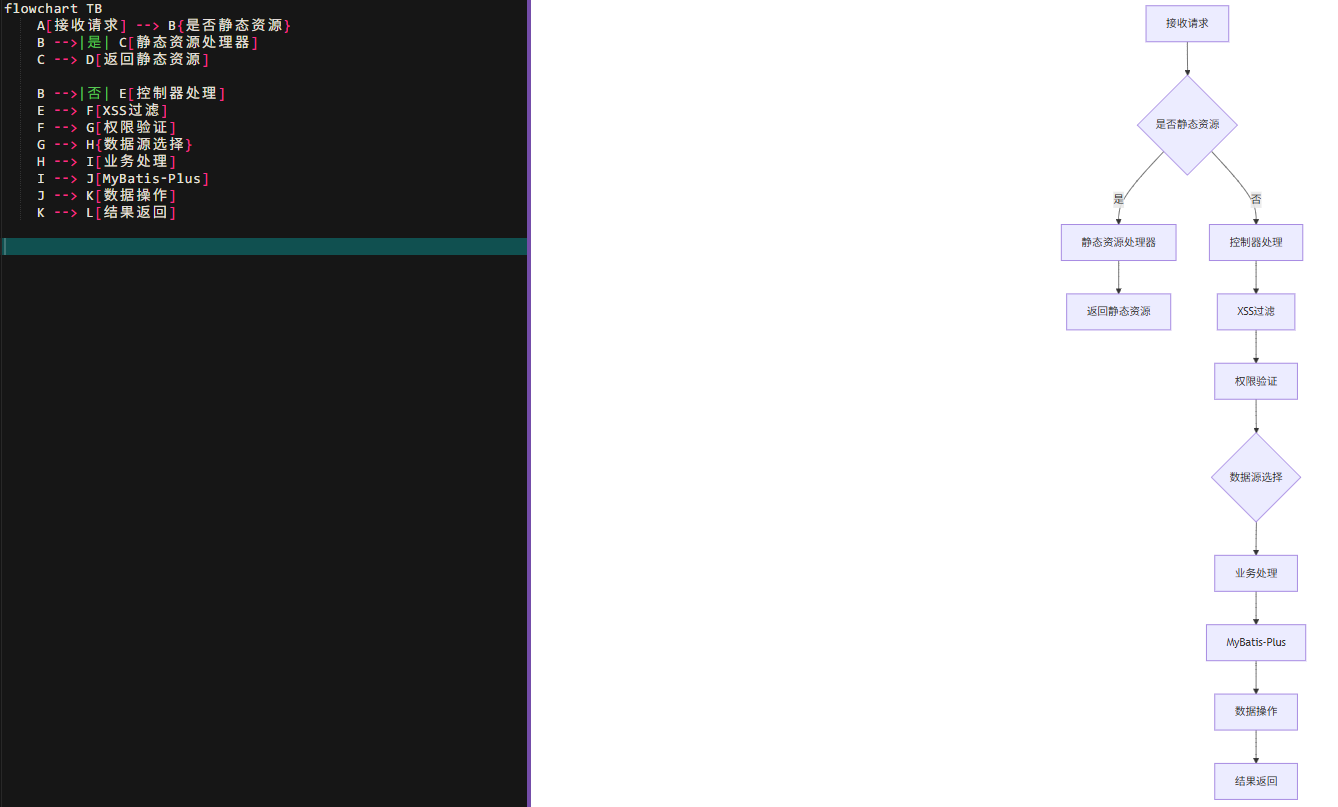 flowchart TB
A[接收请求] --> B{是否静态资源}
B -->|是| C[静态资源处理器]
C --> D[返回静态资源]
B -->|否| E[控制器处理]
E --> F[XSS过滤]
F --> G[权限验证]
G --> H{数据源选择}
H --> I[业务处理]
I --> J[MyBatis-Plus]
J --> K[数据操作]
K --> L[结果返回]
接收请求
是否静态资源
是
否
静态资源处理器
控制器处理
返回静态资源
XSS过滤
权限验证
数据源选择
业务处理
MyBatis-Plus
数据操作
结果返回